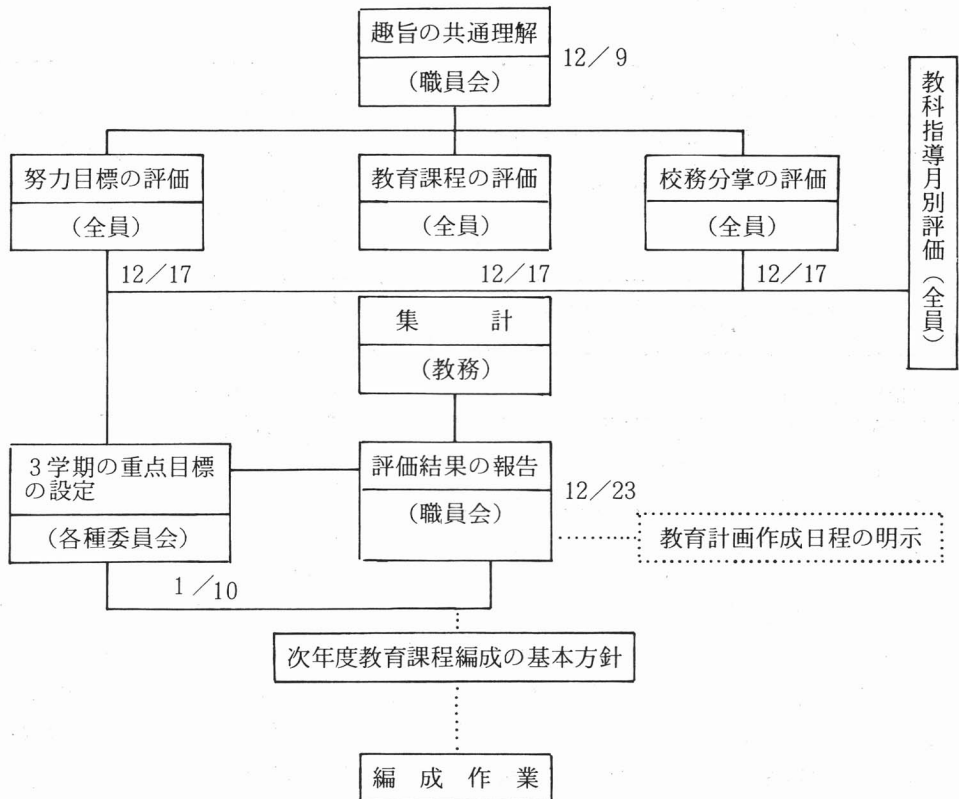 趣旨の共通理解
(職員会)
12/9
教科指導月別評価(全員)
努力目標の評価
(全員)
教育課程の評価
(全員)
校務分掌の評価
(全員)
12/17
12/17
12/17
集 計
(教務)
3学期の重点目標
の設定
(各種委員会)
評価結果の報告
(職員会)
12/23
教育計画作成日程の明示
1/10
次年度教育課程編成の基本方針
編成作業